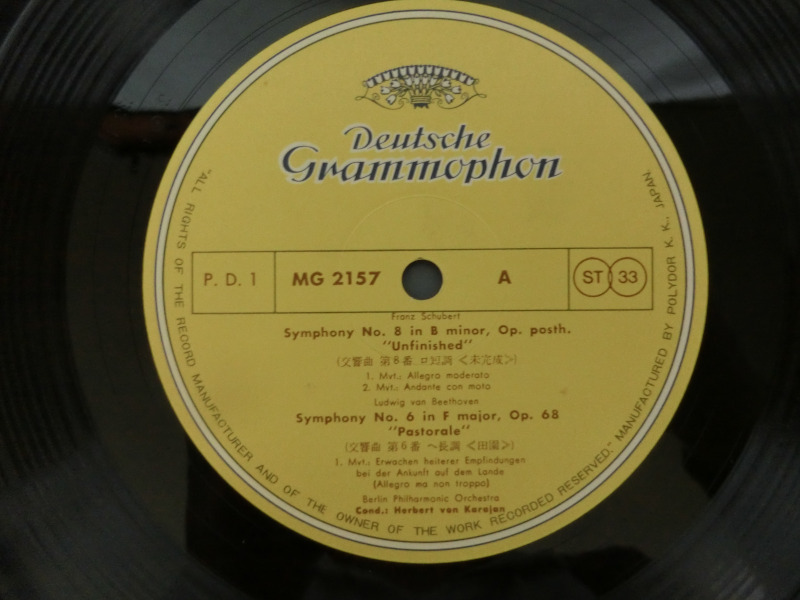 Deutsche
Grammophon
P. D. 1
MG 2157
A
ST 33
Franz Schubert
Symphony No. 8 in B minor, Op. posth.
"Unfinished"
(交響曲 第8番 ロ短調 <未完成>)
1. Mvt.: Allegro moderato
2. Mvt.: Andante con moto
Ludwig van Beethoven
Symphony No. 6 in F major, Op. 68
"Pastorale"
(交響曲 第6番 ヘ長調 <田園>)
1. Mvt.: Erwachen heiterer Empfindungen
bei der Ankunft auf dem Lande
(Allegro ma non troppo)
Berlin Philharmonic Orchestra
Cond.: Herbert von Karajan
"ALL RIGHTS OF THE RECORD MANUFACTURER AND OF THE OWNER OF THE WORK RECORDED RESERVED." MANUFACTURED BY POLYDOR K. K., JAPAN